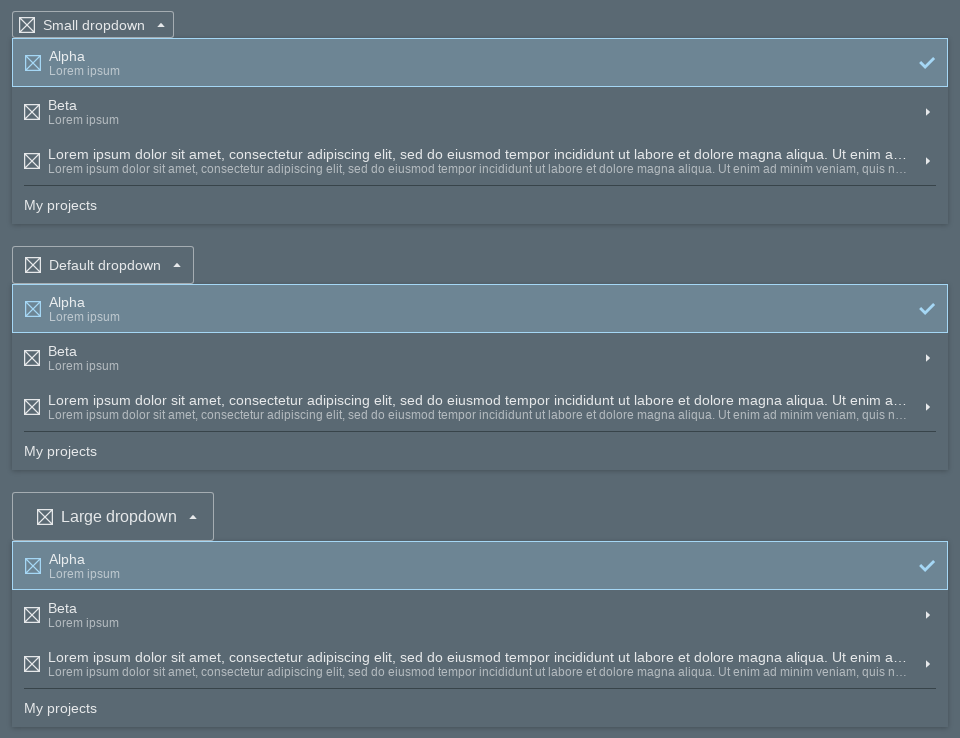 Small dropdown
Alpha
Lorem ipsum
Beta
Lorem ipsum
Lorem ipsum dolor sit amet, consectetur adipiscing elit, sed do eiusmod tempor incididunt ut labore et dolore magna aliqua. Ut enim a…
Lorem ipsum dolor sit amet, consectetur adipiscing elit, sed do eiusmod tempor incididunt ut labore et dolore magna aliqua. Ut enim ad minim veniam, quis n…
My projects
Default dropdown
Alpha
Lorem ipsum
Beta
Lorem ipsum
Lorem ipsum dolor sit amet, consectetur adipiscing elit, sed do eiusmod tempor incididunt ut labore et dolore magna aliqua. Ut enim a…
Lorem ipsum dolor sit amet, consectetur adipiscing elit, sed do eiusmod tempor incididunt ut labore et dolore magna aliqua. Ut enim ad minim veniam, quis n…
My projects
Large dropdown
Alpha
Lorem ipsum
Beta
Lorem ipsum
Lorem ipsum dolor sit amet, consectetur adipiscing elit, sed do eiusmod tempor incididunt ut labore et dolore magna aliqua. Ut enim a…
Lorem ipsum dolor sit amet, consectetur adipiscing elit, sed do eiusmod tempor incididunt ut labore et dolore magna aliqua. Ut enim ad minim veniam, quis n…
My projects